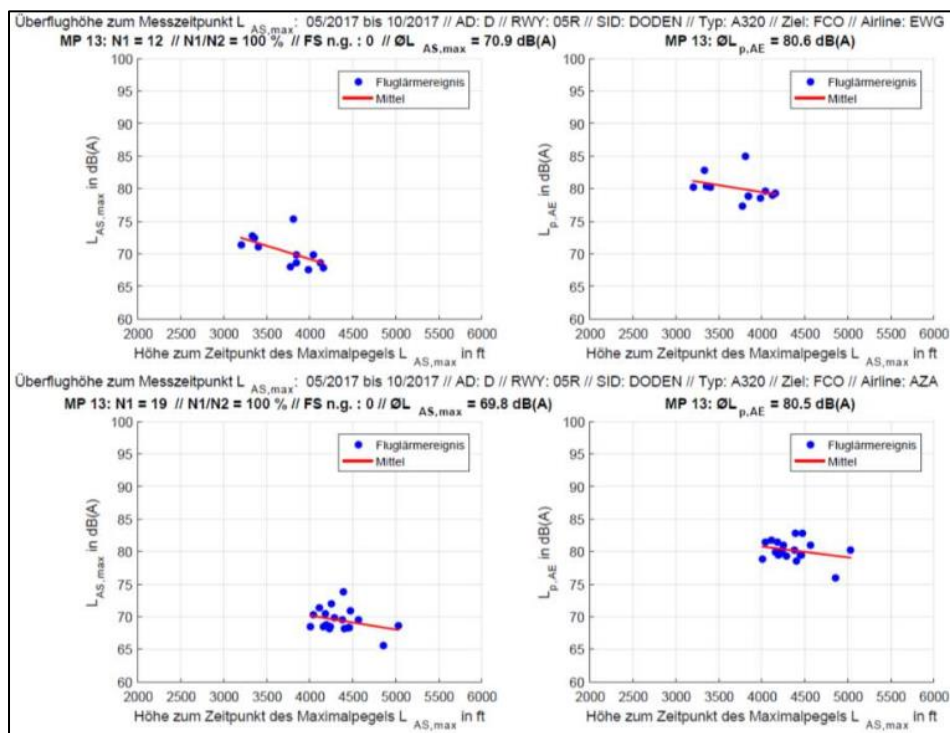 Überflughöhe zum Messzeitpunkt L AS,max: 05/2017 bis 10/2017 // AD: D // RWY: 05R // SID: DODEN // Typ: A320 // Ziel: FCO // Airline: EWG
MP 13: N1 = 12 // N1/N2 = 100 % // FS n.g. : 0 // ØL AS,max = 70.9 dB(A)
MP 13: ØL p,AE = 80.6 dB(A)
L AS,max in dB(A)
100
95
90
85
80
75
70
65
60
Fluglärmereignis
Mittel
2000 2500 3000 3500 4000 4500 5000 5500 6000
Höhe zum Zeitpunkt des Maximalpegels L AS,max in ft
L p,AE in dB(A)
100
95
90
85
80
75
70
65
60
Fluglärmereignis
Mittel
2000 2500 3000 3500 4000 4500 5000 5500 6000
Höhe zum Zeitpunkt des Maximalpegels L AS,max in ft
Überflughöhe zum Messzeitpunkt L AS,max: 05/2017 bis 10/2017 // AD: D // RWY: 05R // SID: DODEN // Typ: A320 // Ziel: FCO // Airline: AZA
MP 13: N1 = 19 // N1/N2 = 100 % // FS n.g. : 0 // ØL AS,max = 69.8 dB(A)
MP 13: ØL p,AE = 80.5 dB(A)
L AS,max in dB(A)
100
95
90
85
80
75
70
65
60
Fluglärmereignis
Mittel
2000 2500 3000 3500 4000 4500 5000 5500 6000
Höhe zum Zeitpunkt des Maximalpegels L AS,max in ft
L p,AE in dB(A)
100
95
90
85
80
75
70
65
60
Fluglärmereignis
Mittel
2000 2500 3000 3500 4000 4500 5000 5500 6000
Höhe zum Zeitpunkt des Maximalpegels L AS,max in ft